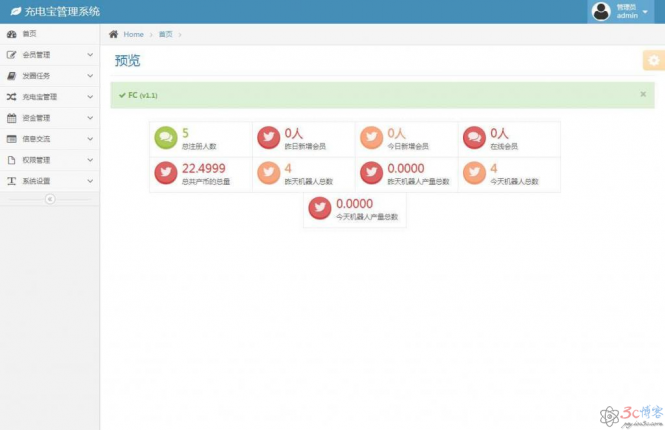 充电宝管理系统
管理员
admin
首页
会员管理
发圈任务
充电宝管理
资金管理
信息交流
权限管理
系统设置
Home
首页
预览
FC (v1.1)
5
总注册人数
0人
昨日新增会员
0人
今日新增会员
0人
在线会员
22.4999
总共产币的总量
4
昨天机器人总数
0.0000
昨天机器人产量总数
4
今天机器人总数
0.0000
今天机器人产量总数
3c博客